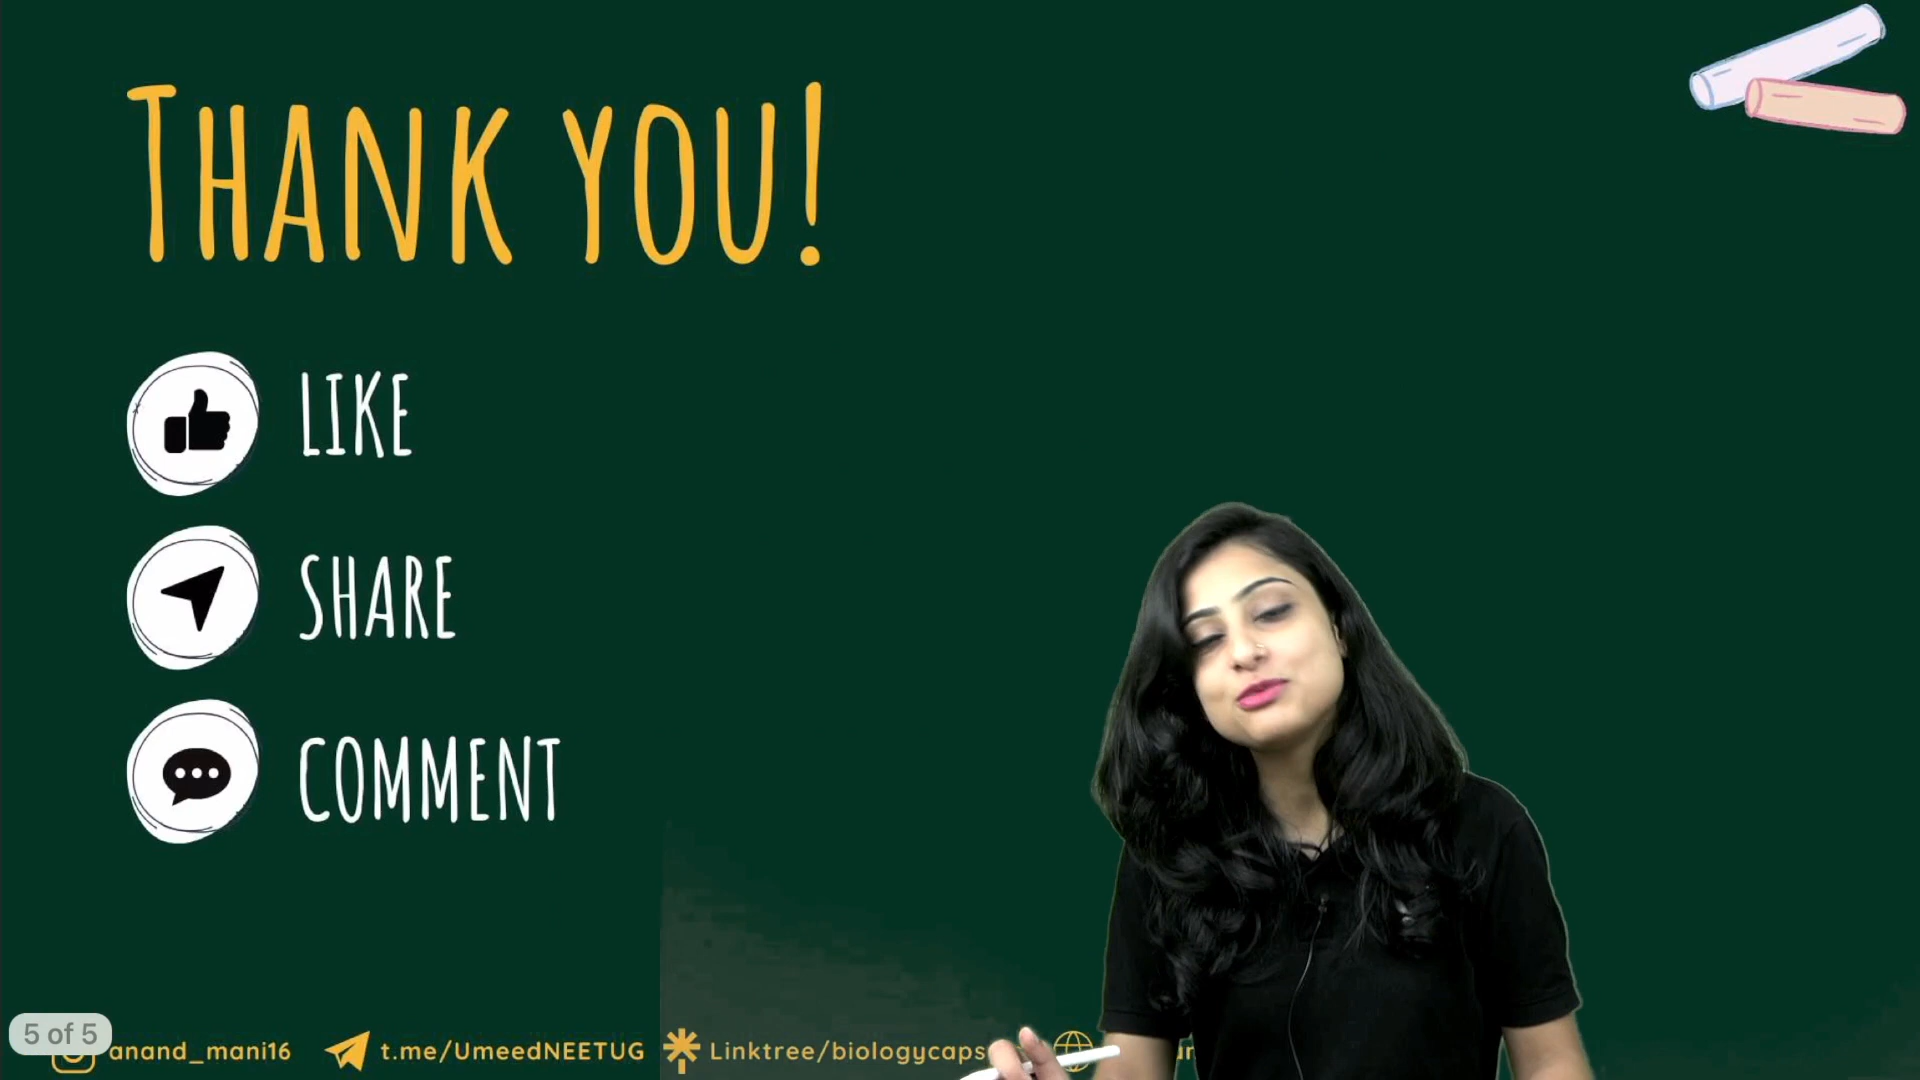 THANK YOU!
LIKE
SHARE
COMMENT
5 of 5
anand_mani16
t.me/UmeedNEETUG
Linktree/biologycaps